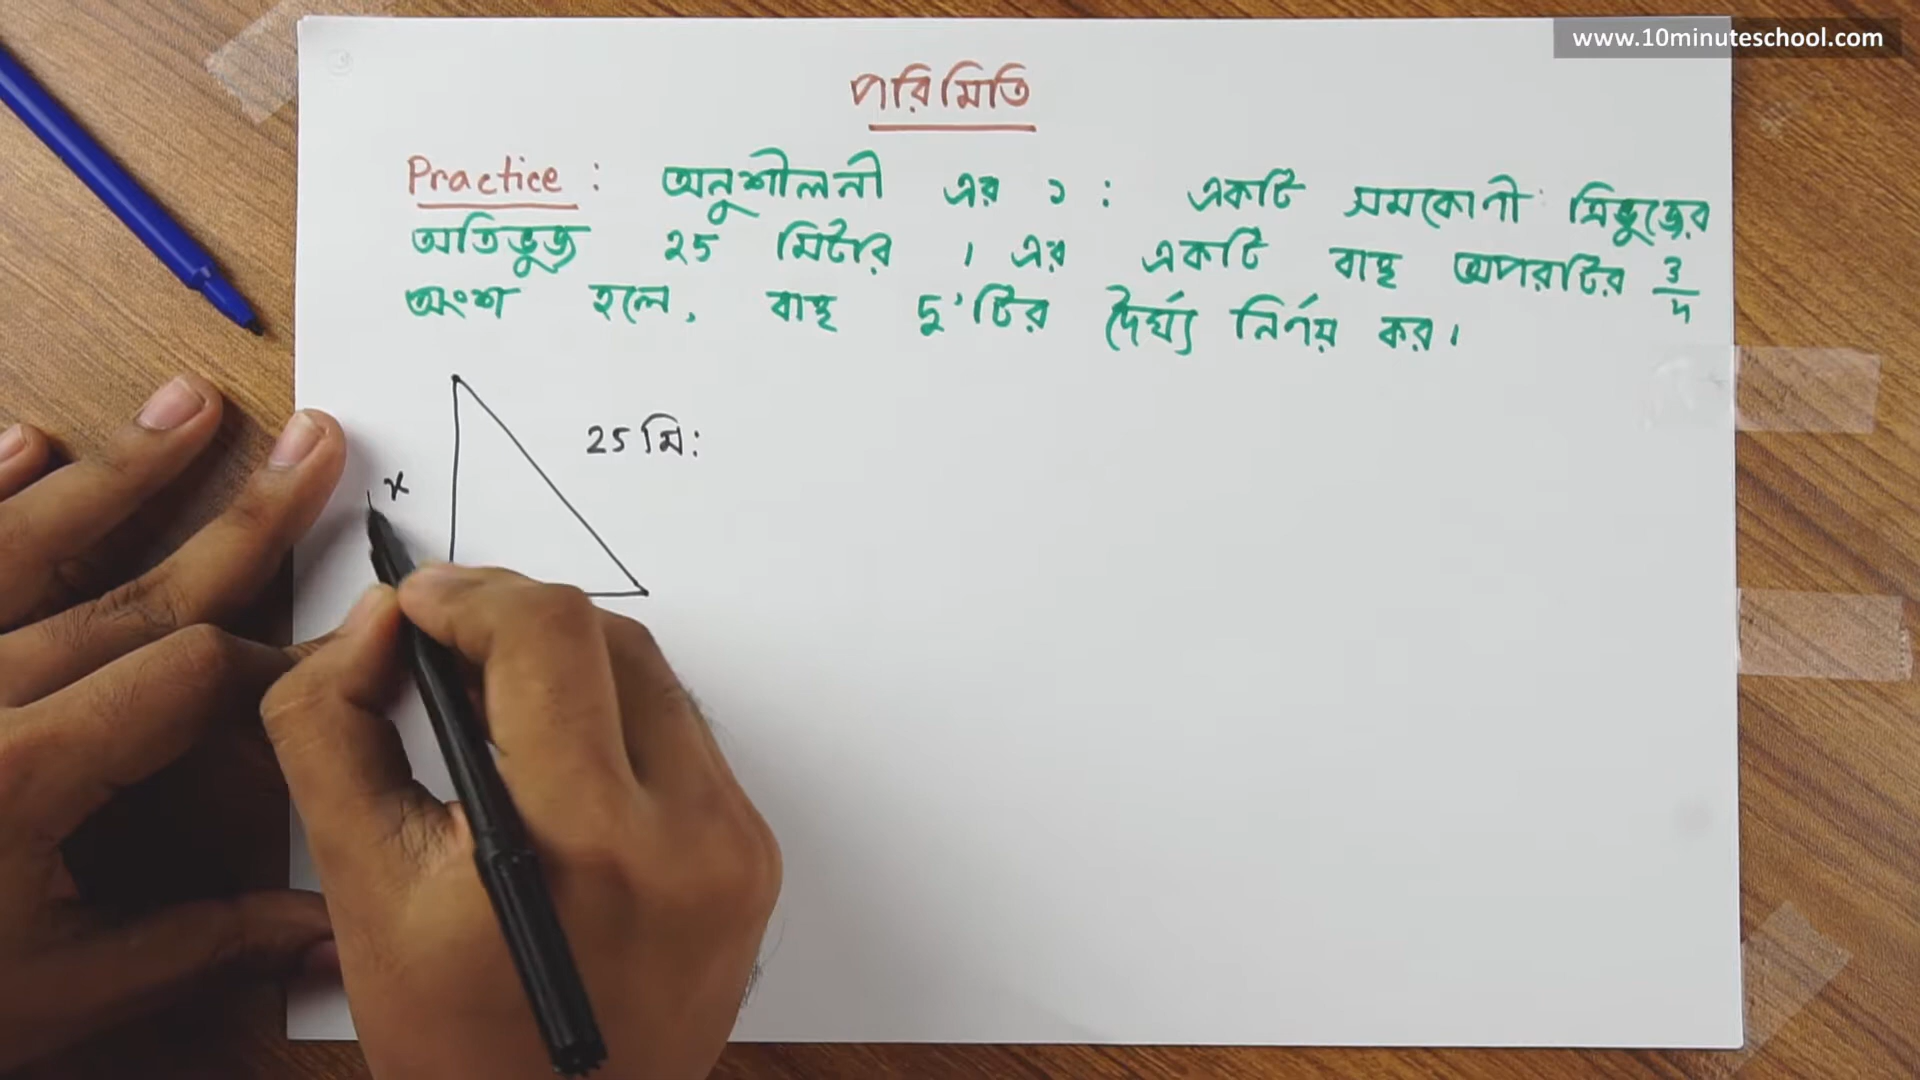 www.10minuteschool.com
পরিমিতি
Practice : অনুশীলনী এর ১ : একটি সমকোণী ত্রিভুজের
অতিভুজ 25 মিটার । এর একটি বাহু অপরটির 3/4
অংশ হলে, বাহু দু'টির দৈর্ঘ্য নির্ণয় কর।
25 মি:
x